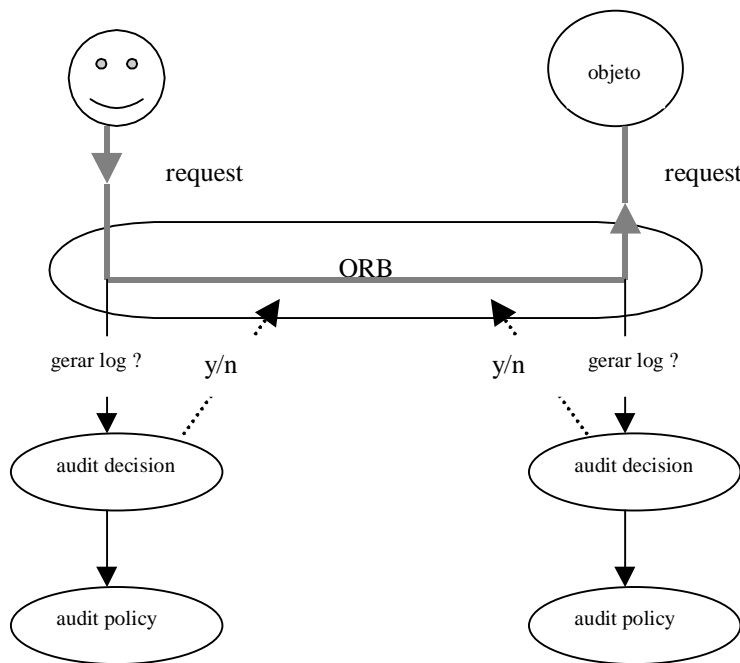 objeto
request
request
ORB
gerar log ?
y/n
y/n
gerar log ?
audit decision
audit decision
audit policy
audit policy